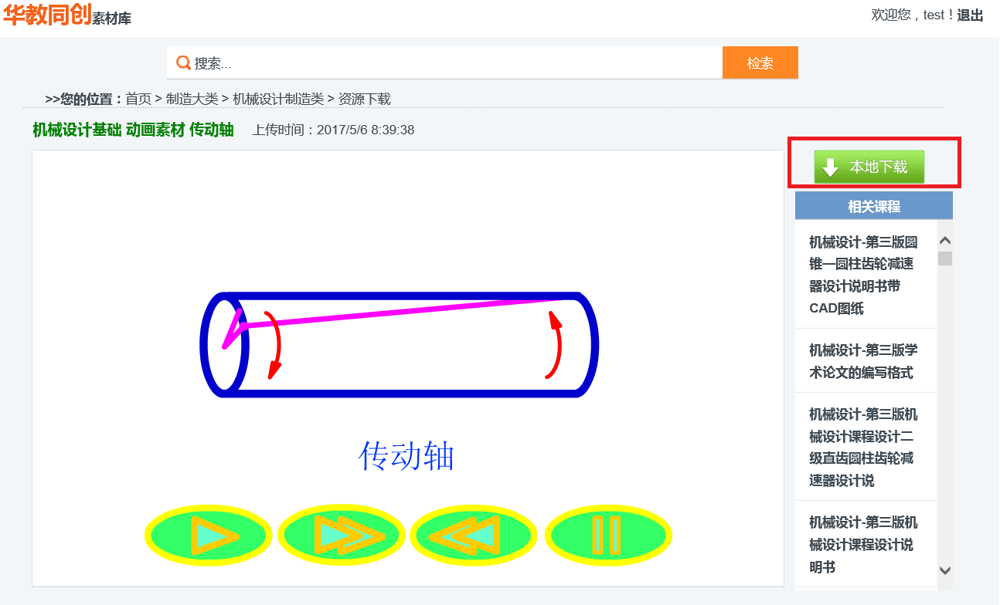 华教同创素材库
欢迎您，test！退出
搜索...
检索
>>您的位置：首页 > 制造大类 > 机械设计制造类 > 资源下载
机械设计基础 动画素材 传动轴 上传时间：2017/5/6 8:39:38
本地下载
相关课程
机械设计-第三版圆
锥—圆柱齿轮减速
器设计说明书带
CAD图纸
机械设计-第三版学
术论文的编写格式
机械设计-第三版机
械设计课程设计二
级直齿圆柱齿轮减
速器设计说
机械设计-第三版机
械设计课程设计说
明书
传动轴